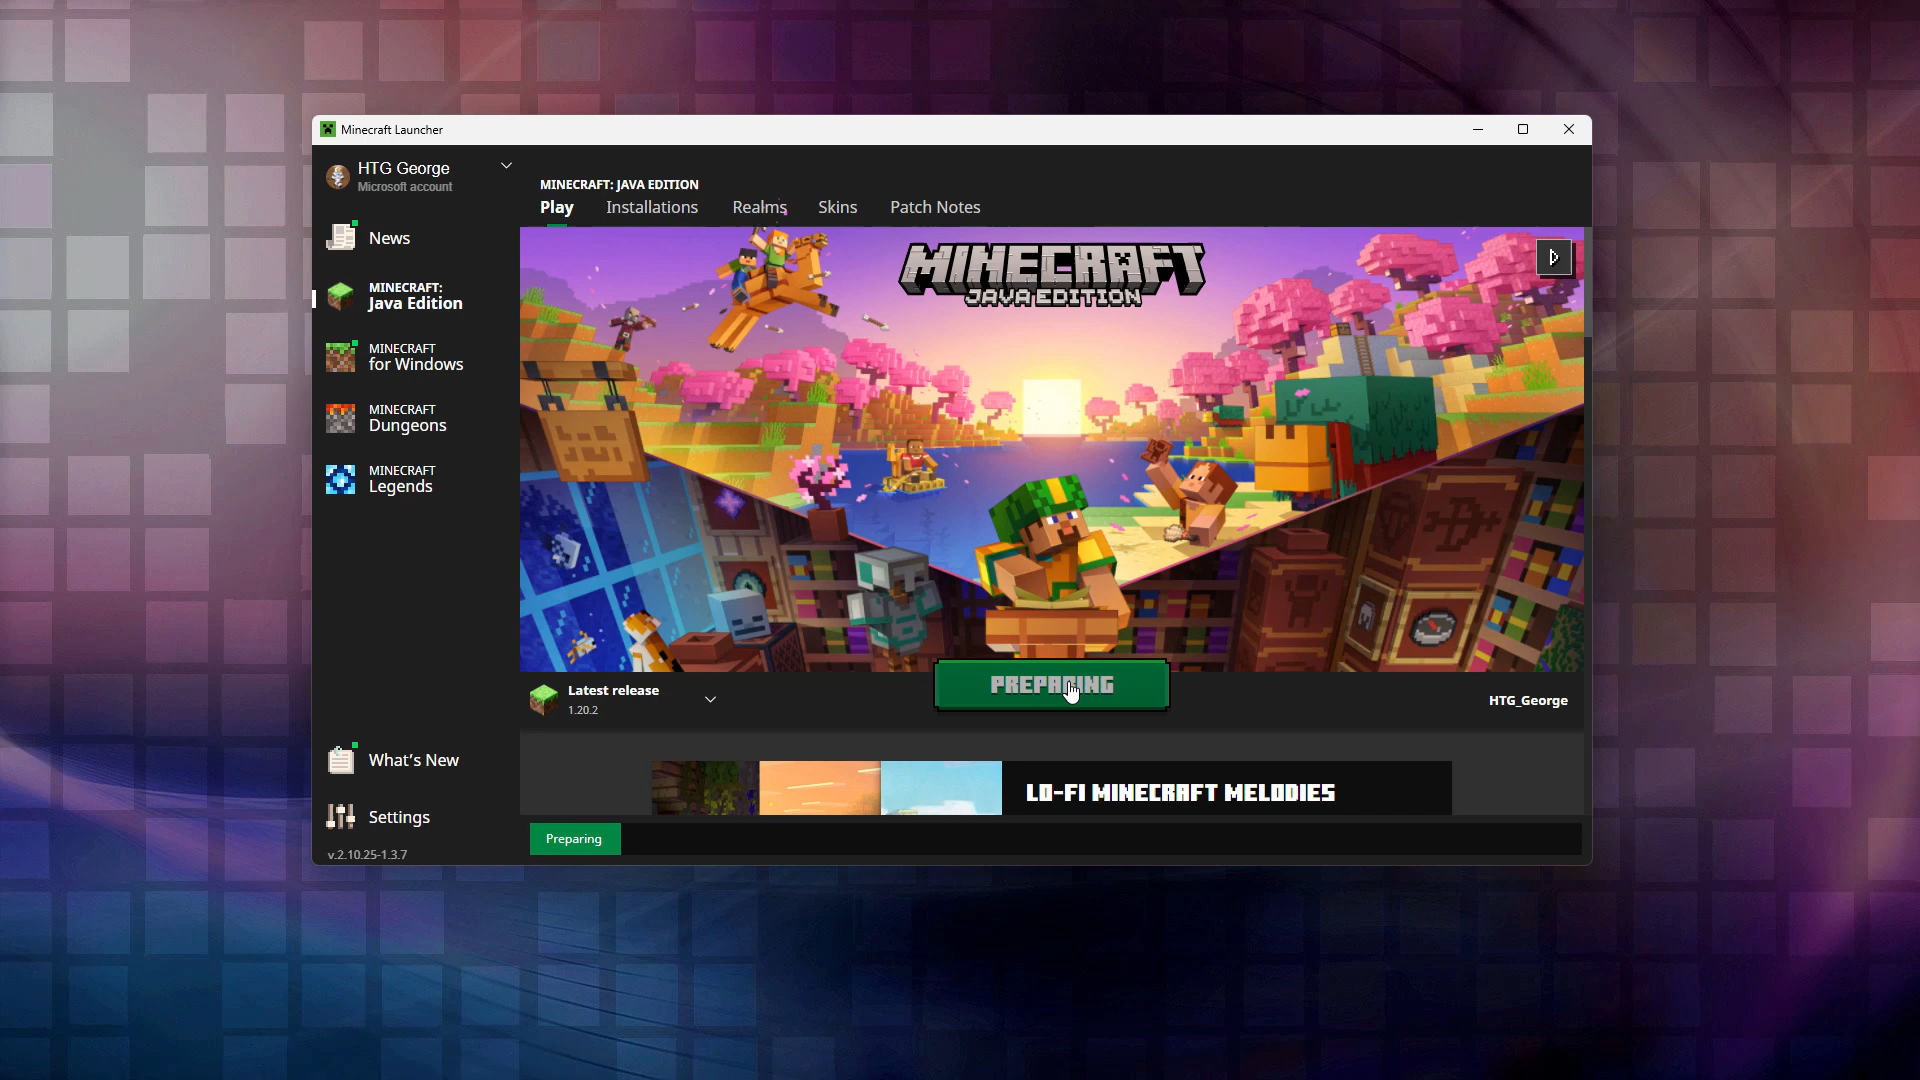 Minecraft Launcher
HTG George
Microsoft account
News
MINECRAFT:
Java Edition
MINECRAFT
for Windows
MINECRAFT
Dungeons
MINECRAFT
Legends
What's New
Settings
v.2.10.25-1.3.7
MINECRAFT: JAVA EDITION
Play Installations Realms Skins Patch Notes
MINECRAFT
JAVA EDITION
Latest release
1.20.2
PREPARING
HTG_George
LO-FI MINECRAFT MELODIES
Preparing